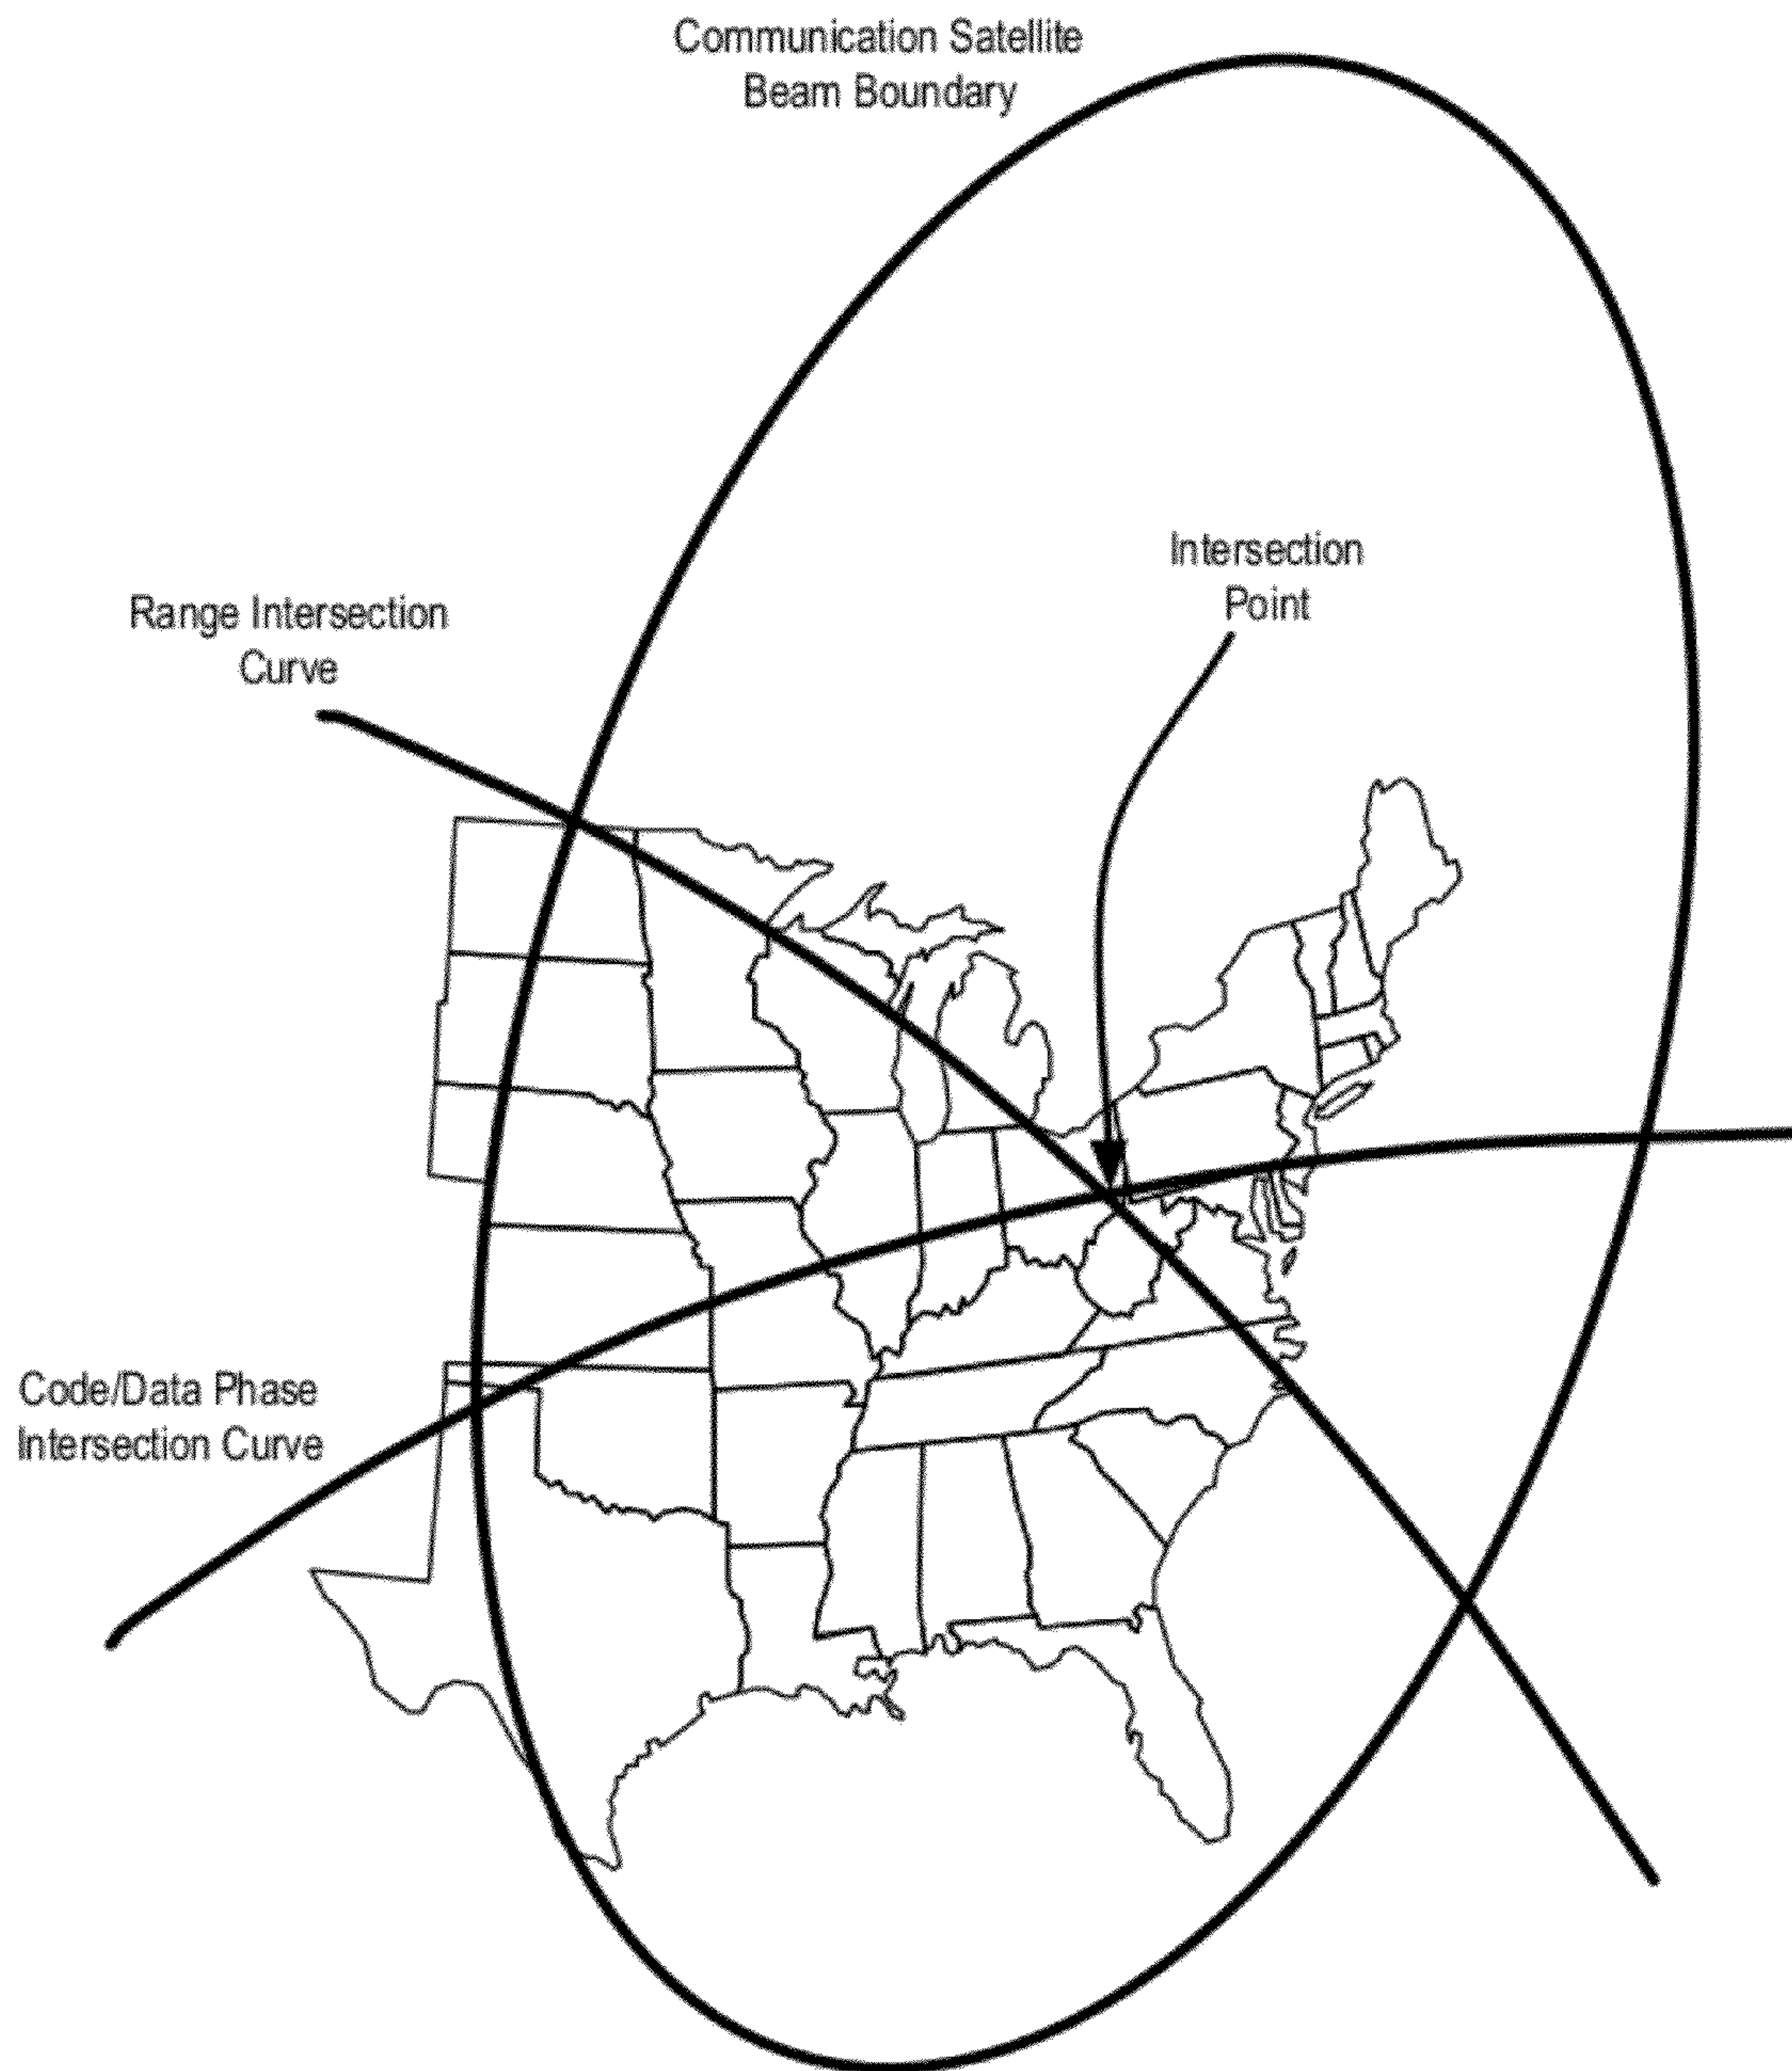 Communication Satellite
Beam Boundary
Intersection
Point
Range Intersection
Curve
Code/Data Phase
Intersection Curve